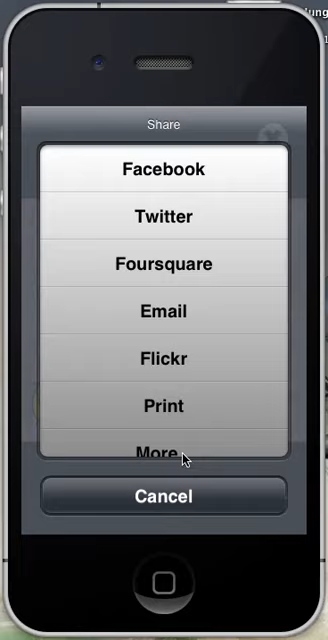 Share
Facebook
Twitter
Foursquare
Email
Flickr
Print
More
Cancel